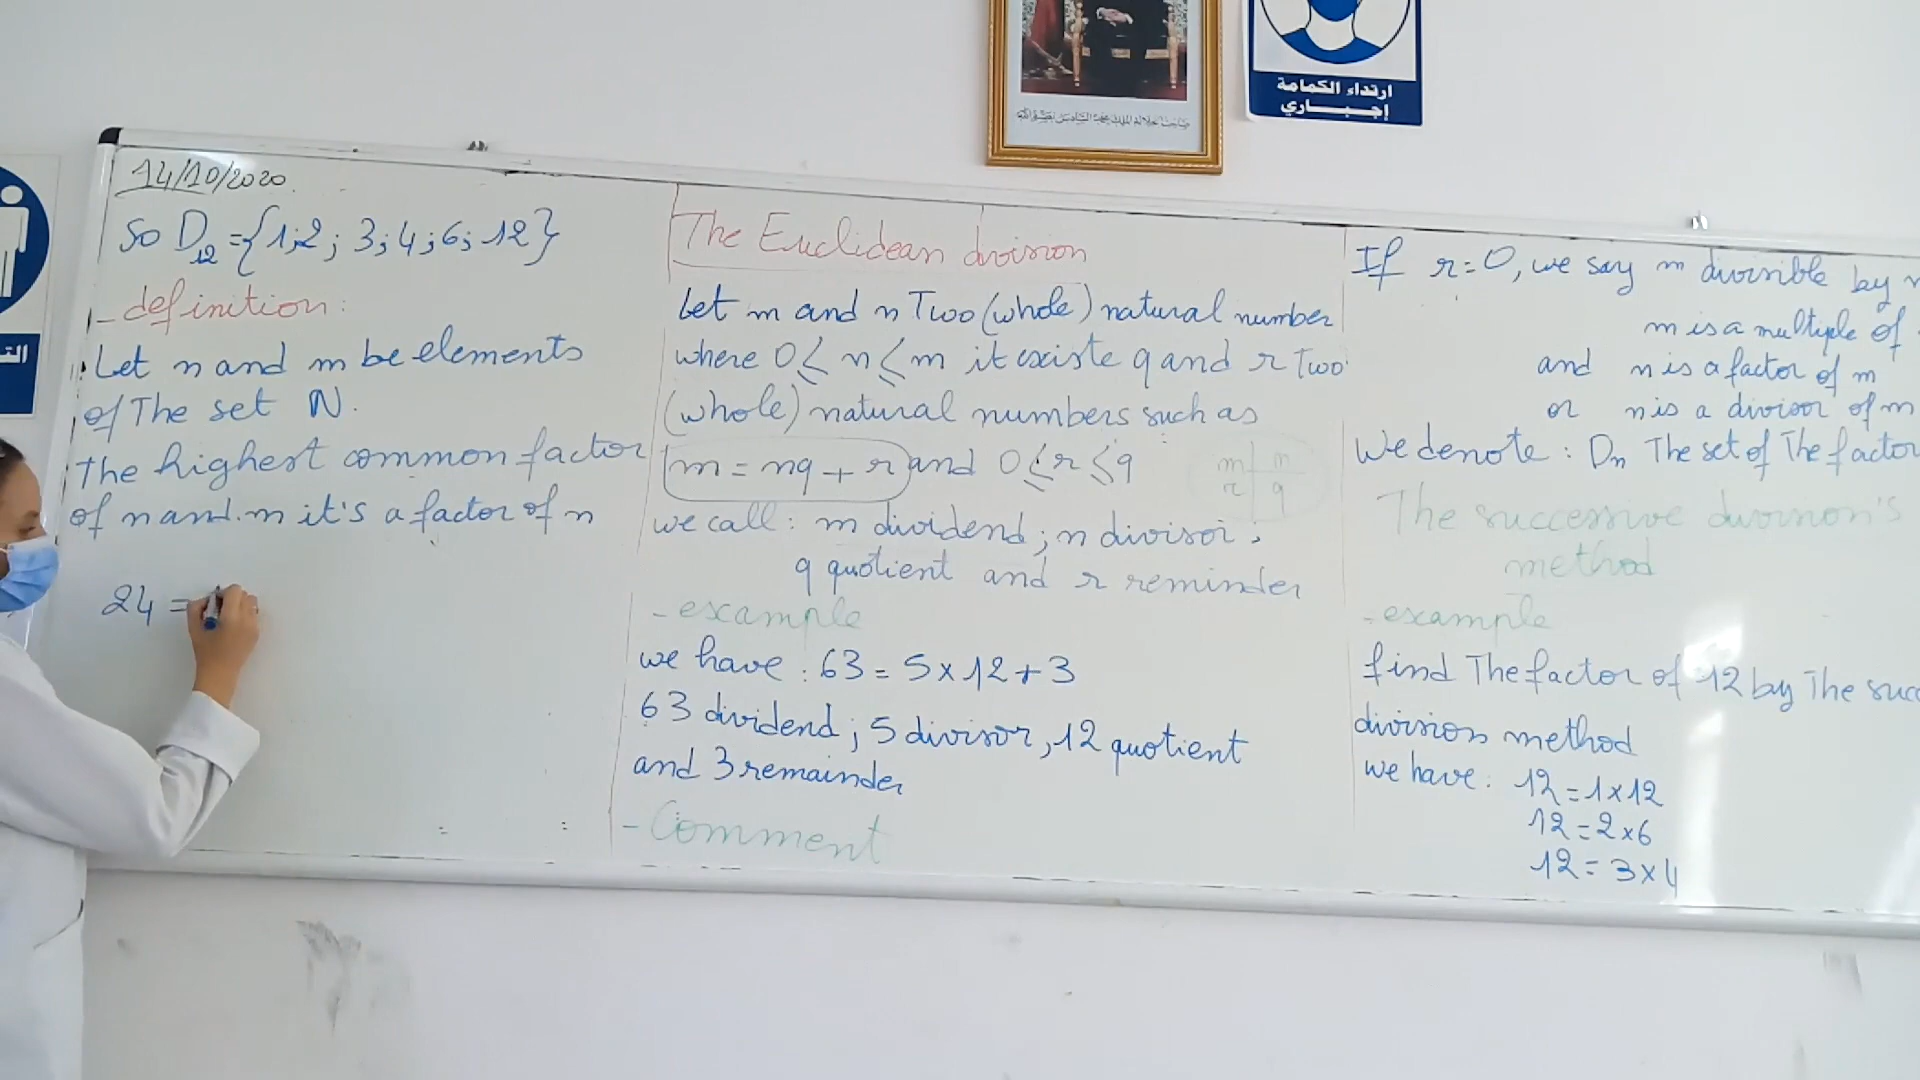 ارتداء الكمامة
إجبــاري
14/10/2020
So D12 = {1;2; 3;4;6; 12}
- definition:
Let n and m be elements
of The set N.
The highest common factor
of n and m it's a factor of n
24 =
The Euclidean division
Let m and n Two (whole) natural number
where 0 ≤ n ≤ m it existe q and r Two
(whole) natural numbers such as
m = nq + r and 0 ≤ r ≤ q
m n
r q
we call: m dividend; n divisor,
q quotient and r reminder
- example
we have: 63 = 5 x 12 + 3
63 dividend; 5 divisor, 12 quotient
and 3 remainder
- Comment
If r = 0, we say m divisible by
m is a multiple of
and n is a factor of m
or n is a divisor of m
We denote: Dn The set of The factor
The successive division's
method
- example
find The factor of 12 by The succ
division method
we have: 12 = 1 x 12
12 = 2 x 6
12 = 3 x 4